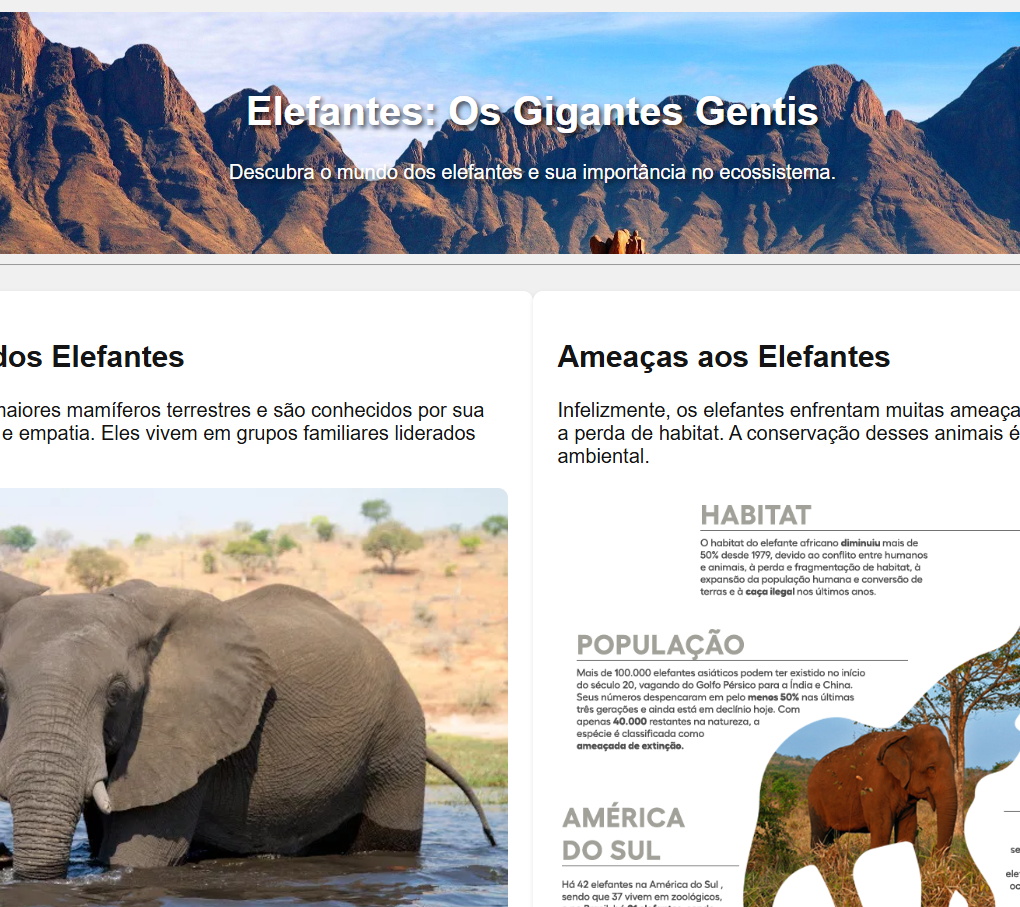 Elefantes: Os Gigantes Gentis
Descubra o mundo dos elefantes e sua importância no ecossistema.
dos Elefantes
maiores mamíferos terrestres e são conhecidos por sua
e empatia. Eles vivem em grupos familiares liderados
Ameaças aos Elefantes
Infelizmente, os elefantes enfrentam muitas ameaça
a perda de habitat. A conservação desses animais é
ambiental.
HABITAT
O habitat do elefante africano diminuiu mais de
50% desde 1979, devido ao conflito entre humanos
e animais, à perda e fragmentação de habitat, à
expansão da população humana e conversão de
terras e à caça ilegal nos últimos anos.
POPULAÇÃO
Mais de 100.000 elefantes asiáticos podem ter existido no início
do século 20, vagando do Golfo Pérsico para a Índia e China.
Seus números despencaram em pelo menos 50% nas últimas
três gerações e ainda está em declínio hoje. Com
apenas 40.000 restantes na natureza, a
espécie é classificada como
ameaçada de extinção.
AMÉRICA
DO SUL
Há 42 elefantes na América do Sul ,
sendo que 37 vivem em zoológicos,